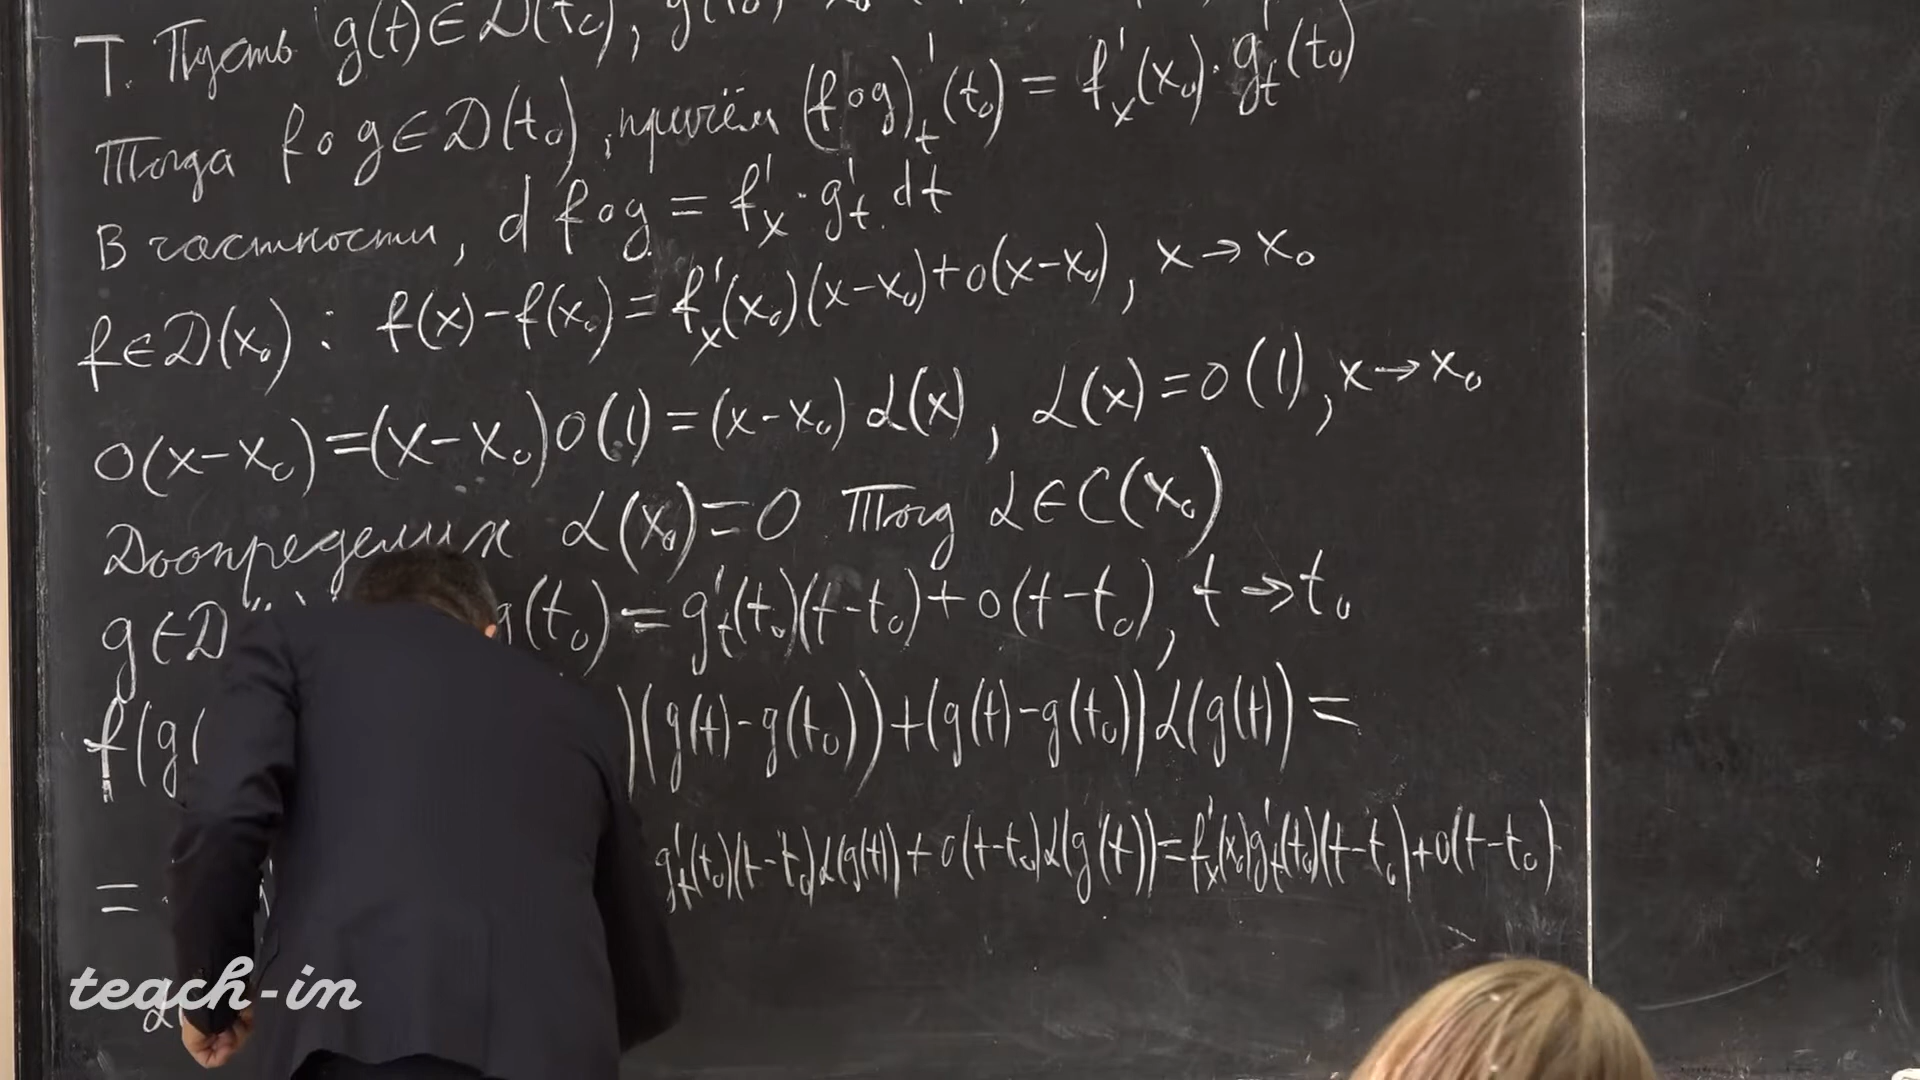 Т. Пусть g(t)∈D(t₀), g(t₀)
Тогда f∘g∈D(t₀), причём (f∘g)'ₜ(t₀) = f'ₓ(x₀)·g'ₜ(t₀)
В частности, d f∘g = f'ₓ·g'ₜ dt
f∈D(x₀): f(x)-f(x₀) = f'ₓ(x₀)(x-x₀)+o(x-x₀), x→x₀
o(x-x₀)=(x-x₀)o(1)=(x-x₀)α(x), α(x)=o(1), x→x₀
Доопределим α(x₀)=0 Тогд α∈C(x₀)
g∈D g(t₀)=g'ₜ(t₀)(t-t₀)+o(t-t₀), t→t₀
f(g( )(g(t)-g(t₀))+(g(t)-g(t₀))α(g(t))=
= g'ₜ(t₀)(t-t₀)α(g(t))+o(t-t₀)α(g(t))=f'ₓ(x₀)g'ₜ(t₀)(t-t₀)+o(t-t₀)
teach-in